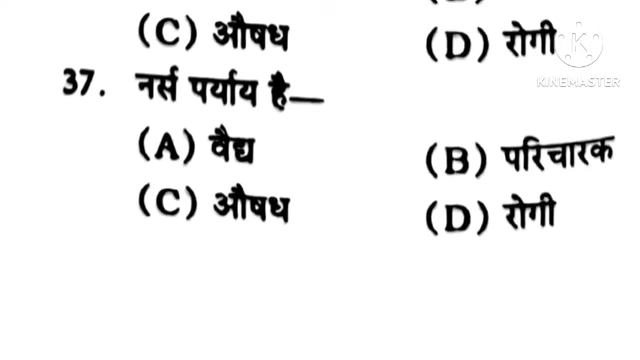 (C) औषध (D) रोगी
KINEMASTER
37. नर्स पर्याय है—
(A) वैद्य (B) परिचारक
(C) औषध (D) रोगी